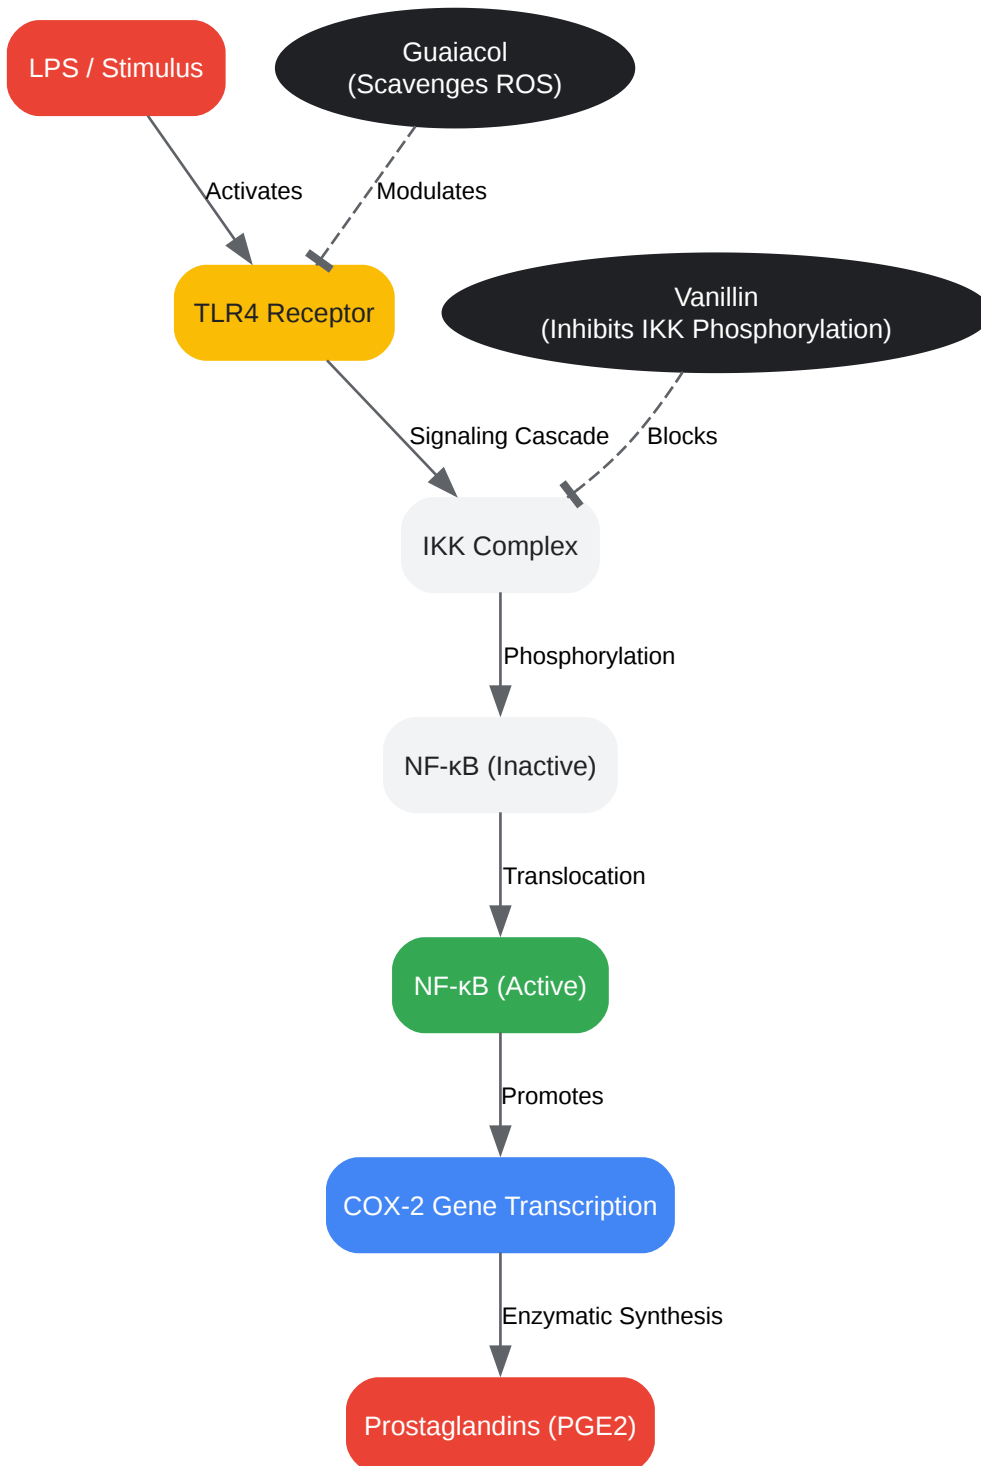 LPS / Stimulus
Guaiacol
(Scavenges ROS)
Activates
Modulates
TLR4 Receptor
Vanillin
(Inhibits IKK Phosphorylation)
Signaling Cascade
Blocks
IKK Complex
Phosphorylation
NF-κB (Inactive)
Translocation
NF-κB (Active)
Promotes
COX-2 Gene Transcription
Enzymatic Synthesis
Prostaglandins (PGE2)